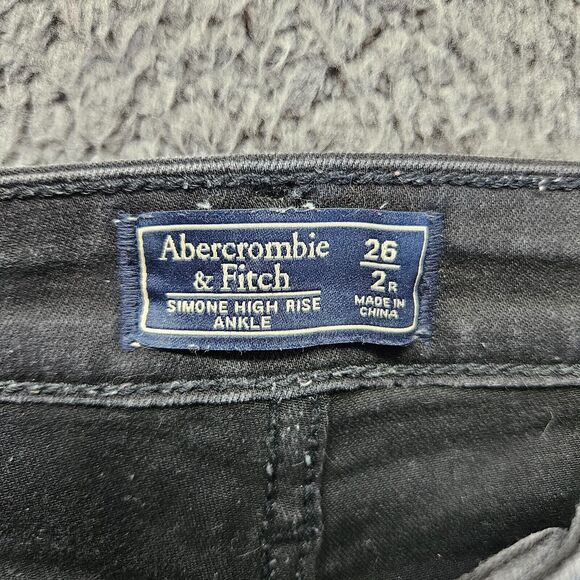 Abercrombie
& Fitch
SIMONE HIGH RISE
ANKLE
26
2R
MADE IN
CHINA